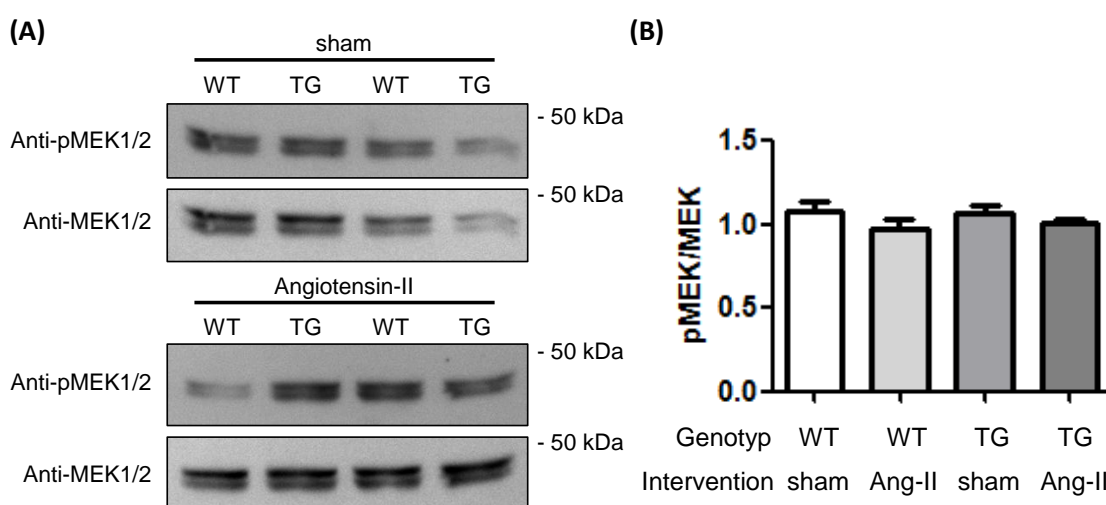 (A)
sham
WT TG WT TG
Anti-pMEK1/2
- 50 kDa
Anti-MEK1/2
- 50 kDa
Angiotensin-II
WT TG WT TG
Anti-pMEK1/2
- 50 kDa
Anti-MEK1/2
- 50 kDa
(B)
pMEK/MEK
1.5
1.0
0.5
0.0
Genotyp WT WT TG TG
Intervention sham Ang-II sham Ang-II